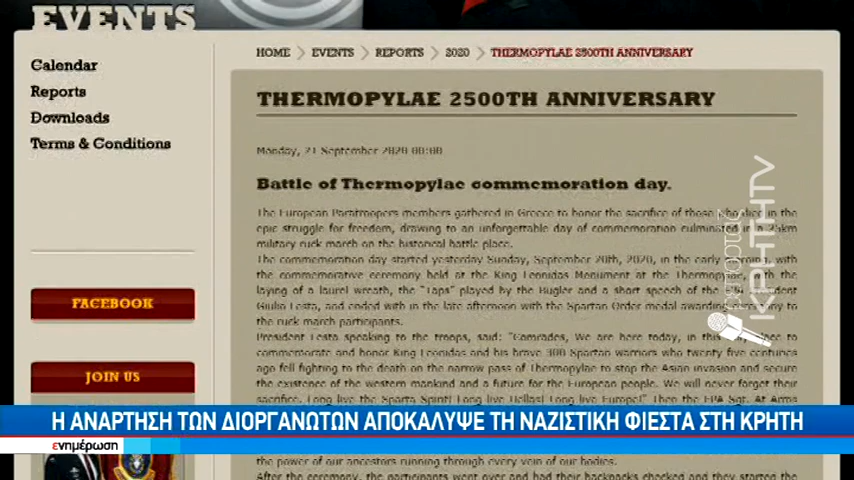 EVENTS
Calendar
Reports
Downloads
Terms & Conditions
FACEBOOK
JOIN US
HOME EVENTS REPORTS 2020 THERMOPYLAE 2500TH ANNIVERSARY
THERMOPYLAE 2500TH ANNIVERSARY
Monday, 21 September 2020 00:00
Battle of Thermopylae commemoration day.
The European Paratroopers members gathered in Greece to honor the sacrifice of those who died in the
epic struggle for freedom, drawing to an unforgettable day of commemoration culminated in a 25km
military ruck march on the historical battle place.
The commemoration day started yesterday Sunday, September 20th, 2020, in the early morning, with
the commemorative ceremony held at the King Leonidas Monument at the Thermopylae, with the
laying of a laurel wreath, the "Taps" played by the Bugler and a short speech of the President
Giulio Lesta, and ended with in the late afternoon with the Spartan Order medal awarding ceremony to
the ruck march participants.
President Lesta speaking to the troops, said: "Comrades, We are here today, in this place to
commemorate and honor King Leonidas and his brave 300 Spartan warriors who twenty five centuries
ago fell fighting to the death on the narrow pass of Thermopylae to stop the Asian invasion and secure
the existence of the western mankind and a future for the European people. We will never forget their
sacrifice. Long live the Sparta Spirit! Long live Hellas! Long live Europe!" Then the EPA Sgt. At Arms
the power of our ancestors running through every vein of our bodies.
After the ceremony, the participants went over and had their backpacks checked and they started the
ΚΡΗΤΗTV
Η ΑΝΑΡΤΗΣΗ ΤΩΝ ΔΙΟΡΓΑΝΩΤΩΝ ΑΠΟΚΑΛΥΨΕ ΤΗ ΝΑΖΙΣΤΙΚΗ ΦΙΕΣΤΑ ΣΤΗ ΚΡΗΤΗ
ενημέρωση